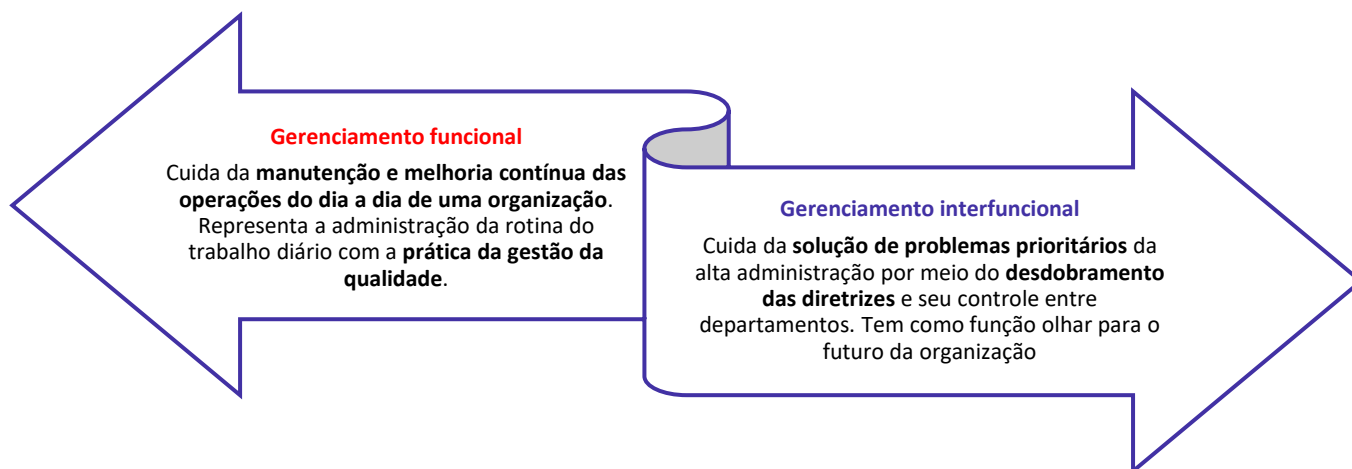 Gerenciamento funcional
Cuida da manutenção e melhoria contínua das
operações do dia a dia de uma organização.
Representa a administração da rotina do
trabalho diário com a prática da gestão da
qualidade.
Gerenciamento interfuncional
Cuida da solução de problemas prioritários da
alta administração por meio do desdobramento
das diretrizes e seu controle entre
departamentos. Tem como função olhar para o
futuro da organização